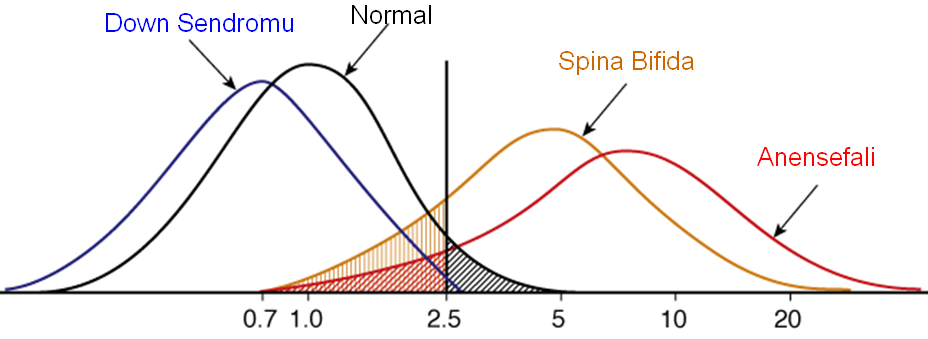 Down Sendromu
Normal
Spina Bifida
Anensefali
0.7 1.0 2.5 5 10 20